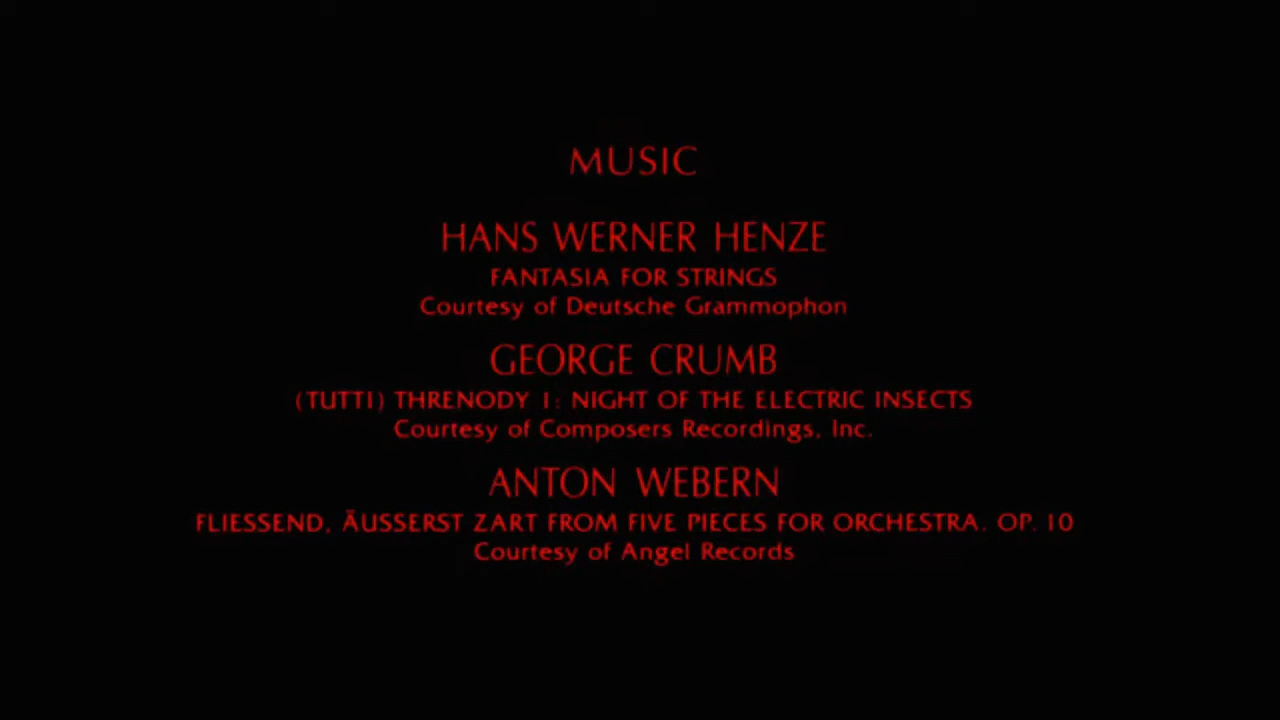 MUSIC
HANS WERNER HENZE
FANTASIA FOR STRINGS
Courtesy of Deutsche Grammophon
GEORGE CRUMB
(TUTTI) THRENODY 1: NIGHT OF THE ELECTRIC INSECTS
Courtesy of Composers Recordings, Inc.
ANTON WEBERN
FLIESSEND, ÄUSSERST ZART FROM FIVE PIECES FOR ORCHESTRA, OP. 10
Courtesy of Angel Records